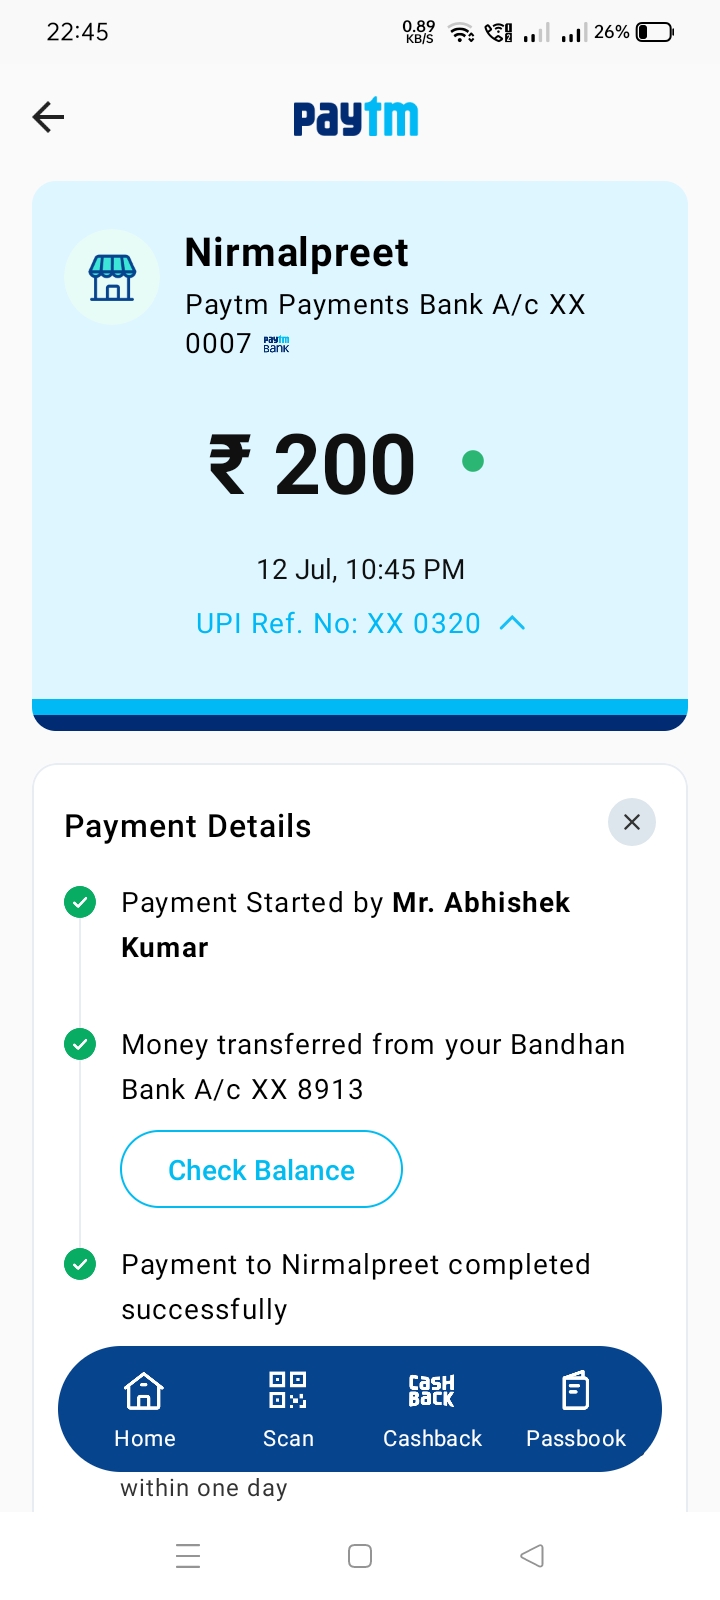 22:45
0.89
KB/S
26%
paytm
Nirmalpreet
Paytm Payments Bank A/c XX
0007 paytm BANK
₹ 200
12 Jul, 10:45 PM
UPI Ref. No: XX 0320
Payment Details
Payment Started by Mr. Abhishek
Kumar
Money transferred from your Bandhan
Bank A/c XX 8913
Check Balance
Payment to Nirmalpreet completed
successfully
CASH BACK
Home Scan Cashback Passbook
within one day